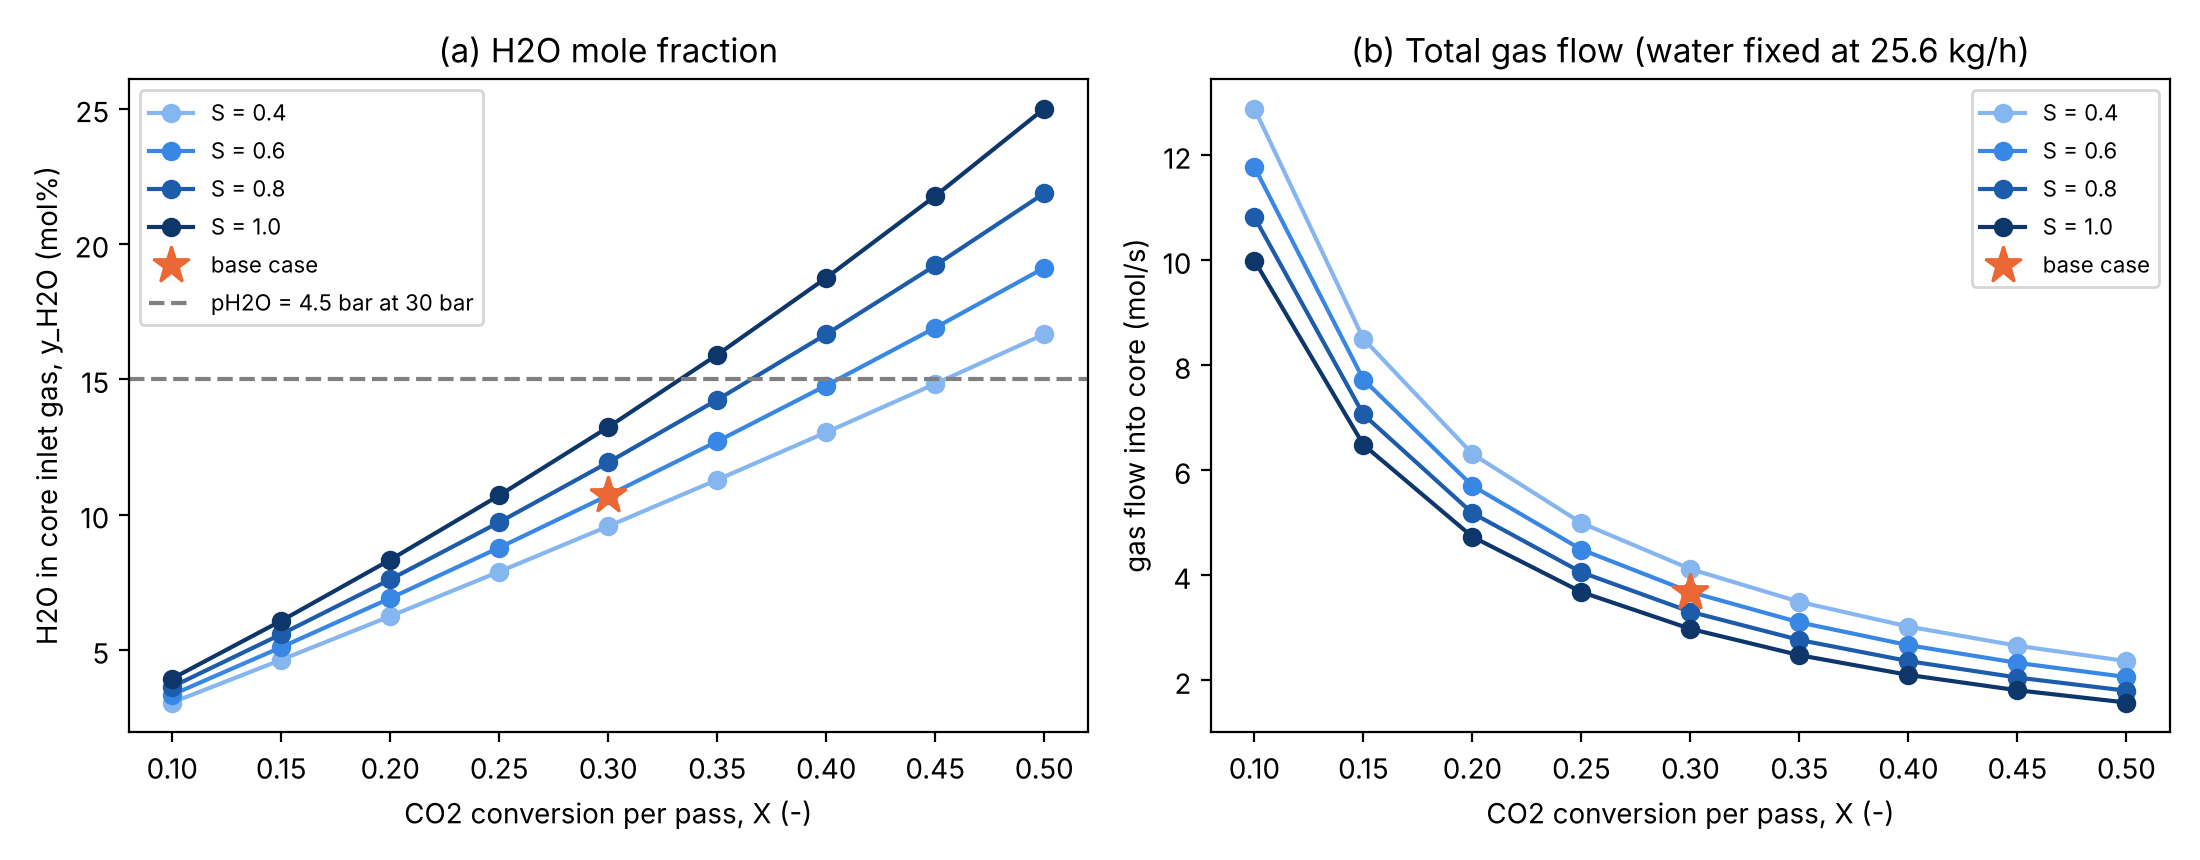 (a) H2O mole fraction
H2O in core inlet gas, y_H2O (mol%)
25
20
15
10
5
S = 0.4
S = 0.6
S = 0.8
S = 1.0
base case
pH2O = 4.5 bar at 30 bar
0.10 0.15 0.20 0.25 0.30 0.35 0.40 0.45 0.50
CO2 conversion per pass, X (-)
(b) Total gas flow (water fixed at 25.6 kg/h)
gas flow into core (mol/s)
12
10
8
6
4
2
S = 0.4
S = 0.6
S = 0.8
S = 1.0
base case
0.10 0.15 0.20 0.25 0.30 0.35 0.40 0.45 0.50
CO2 conversion per pass, X (-)